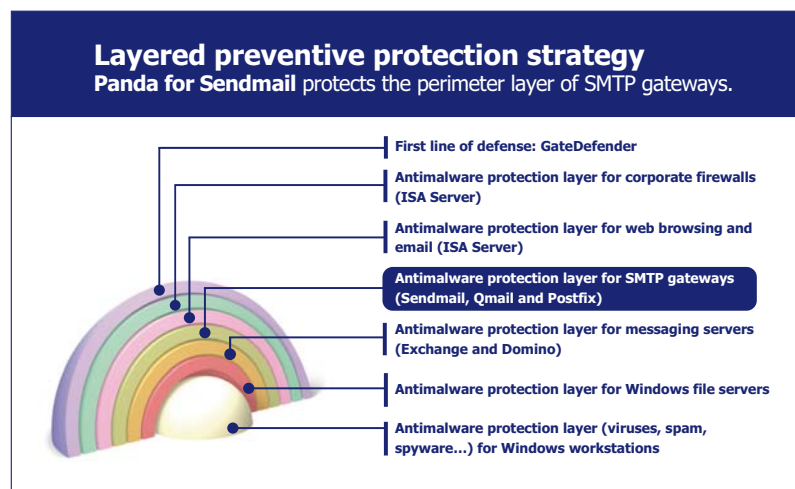 Layered preventive protection strategy
Panda for Sendmail protects the perimeter layer of SMTP gateways.
First line of defense: GateDefender
Antimalware protection layer for corporate firewalls
(ISA Server)
Antimalware protection layer for web browsing and
email (ISA Server)
Antimalware protection layer for SMTP gateways
(Sendmail, Qmail and Postfix)
Antimalware protection layer for messaging servers
(Exchange and Domino)
Antimalware protection layer for Windows file servers
Antimalware protection layer (viruses, spam,
spyware...) for Windows workstations